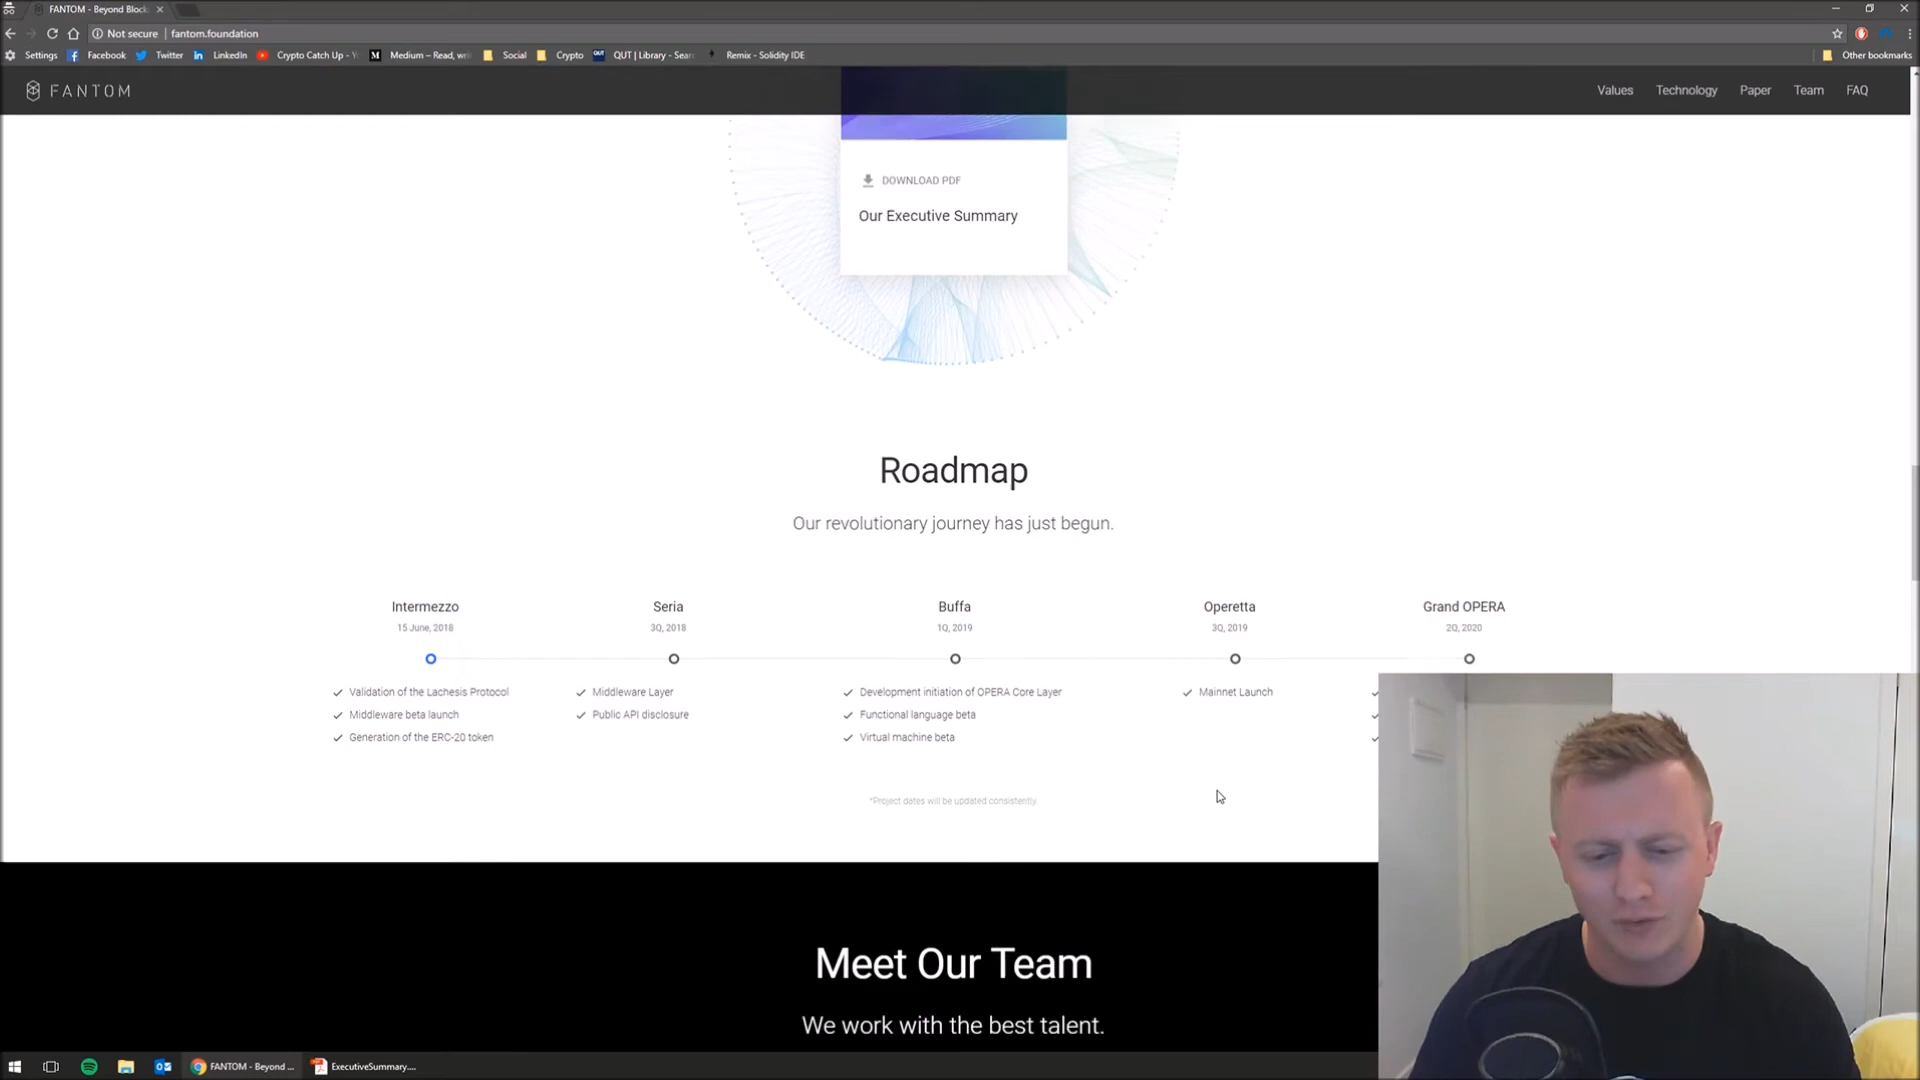 FANTOM - Beyond Block
Not secure | fantom.foundation
Settings Facebook Twitter LinkedIn Crypto Catch Up - Medium – Read, wri Social Crypto QUT | Library - Sear Remix - Solidity IDE Other bookmarks
FANTOM Values Technology Paper Team FAQ
DOWNLOAD PDF
Our Executive Summary
Roadmap
Our revolutionary journey has just begun.
Intermezzo Seria Buffa Operetta Grand OPERA
15 June, 2018 3Q, 2018 1Q, 2019 3Q, 2019 2Q, 2020
Validation of the Lachesis Protocol Middleware Layer Development initiation of OPERA Core Layer Mainnet Launch
Middleware beta launch Public API disclosure Functional language beta
Generation of the ERC-20 token Virtual machine beta
*Project dates will be updated consistently.
Meet Our Team
We work with the best talent.
FANTOM - Beyond ... ExecutiveSummary....